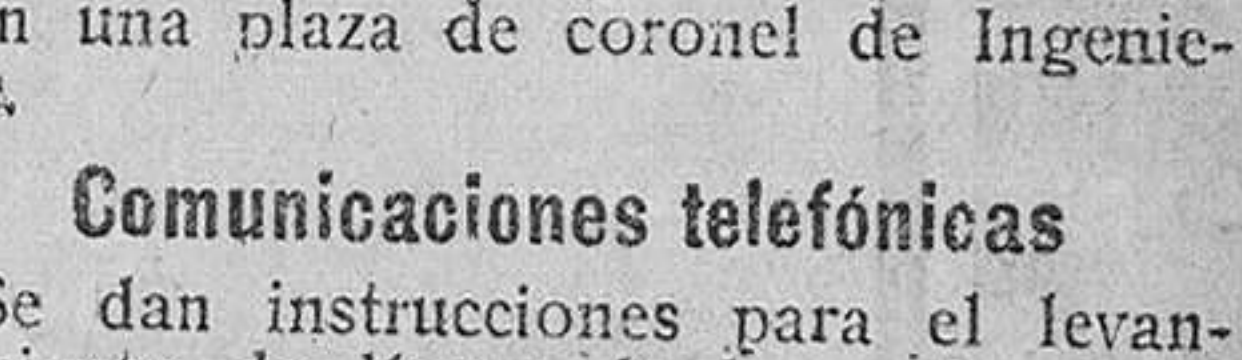 n una plaza de coronel de Ingenie-
Comunicaciones telefónicas
Se dan instrucciones para el levan-